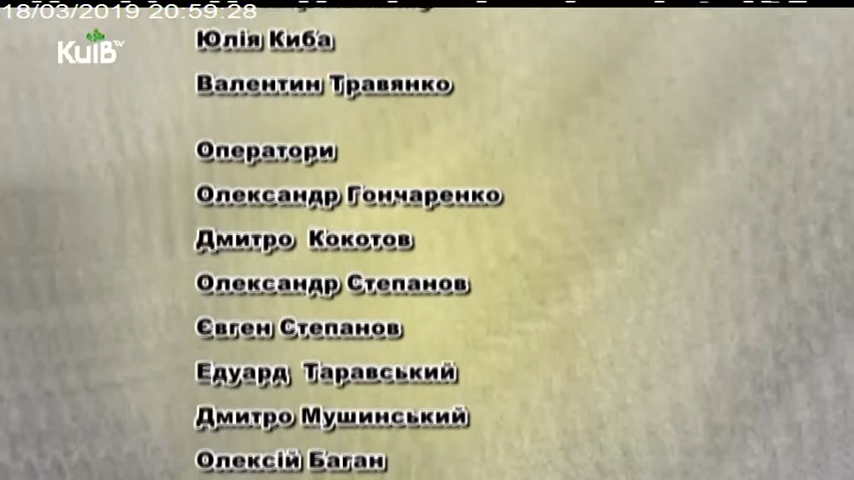 18/03/2019 20:59:28
Київ TV
Юлія Киба
Валентин Травянко
Оператори
Олександр Гончаренко
Дмитро Кокотов
Олександр Степанов
Євген Степанов
Едуард Таравський
Дмитро Мушинський
Олексій Баган